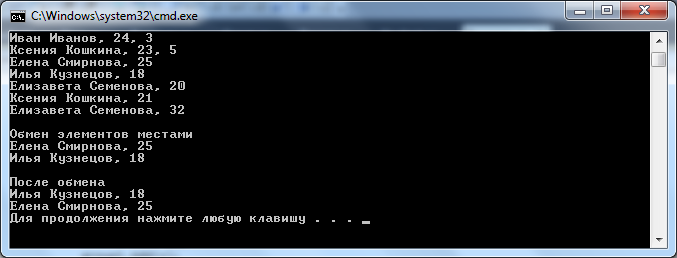 C:\Windows\system32\cmd.exe
Иван Иванов, 24, 3
Ксения Кошкина, 23, 5
Елена Смирнова, 25
Илья Кузнецов, 18
Елизавета Семенова, 20
Ксения Кошкина, 21
Елизавета Семенова, 32
Обмен элементов местами
Елена Смирнова, 25
Илья Кузнецов, 18
После обмена
Илья Кузнецов, 18
Елена Смирнова, 25
Для продолжения нажмите любую клавишу . . . _